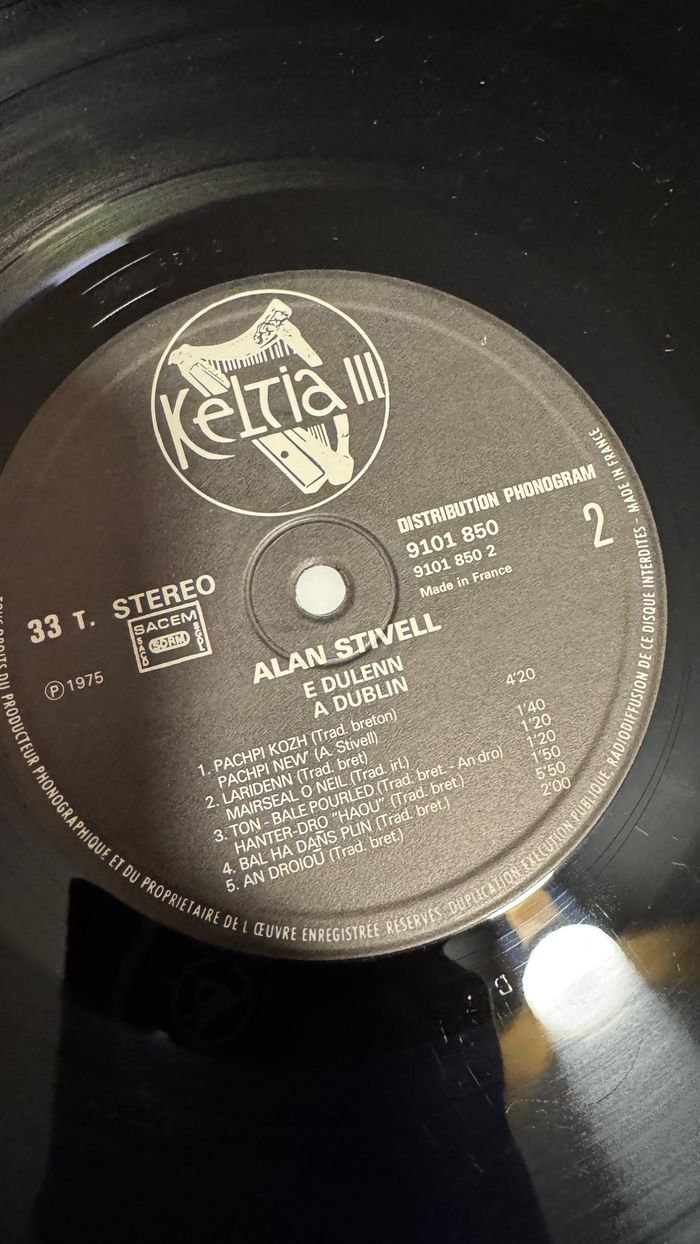 KELTIA III
DISTRIBUTION PHONOGRAM
9101 850
9101 850 2
Made in France
2
33 T. STEREO
SACEM
SACD
SDRM
SGDL
Ⓟ 1975
ALAN STIVELL
E DULENN
A DUBLIN
1. PACHPI KOZH (Trad. breton) 4'20
PACHPI NEW" (A. Stivell)
2. LARIDENN (Trad. bret) 1'40
MAIRSEAL O'NEIL (Trad. irl.) 1'20
3. TON - BALE POURLED (Trad. bret. - An dro) 1'20
HANTER-DRO "HAOU" (Trad. bret.) 1'50
4. BAL HA DAÑS PLIN (Trad. bret.) 5'50
5. AN DROIOÙ (Trad. bret.) 2'00
TOUS DROITS DU PRODUCTEUR PHONOGRAPHIQUE ET DU PROPRIETAIRE DE L ŒUVRE ENREGISTREE RESERVES. DUPLICATION EXECUTION PUBLIQUE, RADIODIFFUSION DE CE DISQUE INTERDITES - MADE IN FRANCE